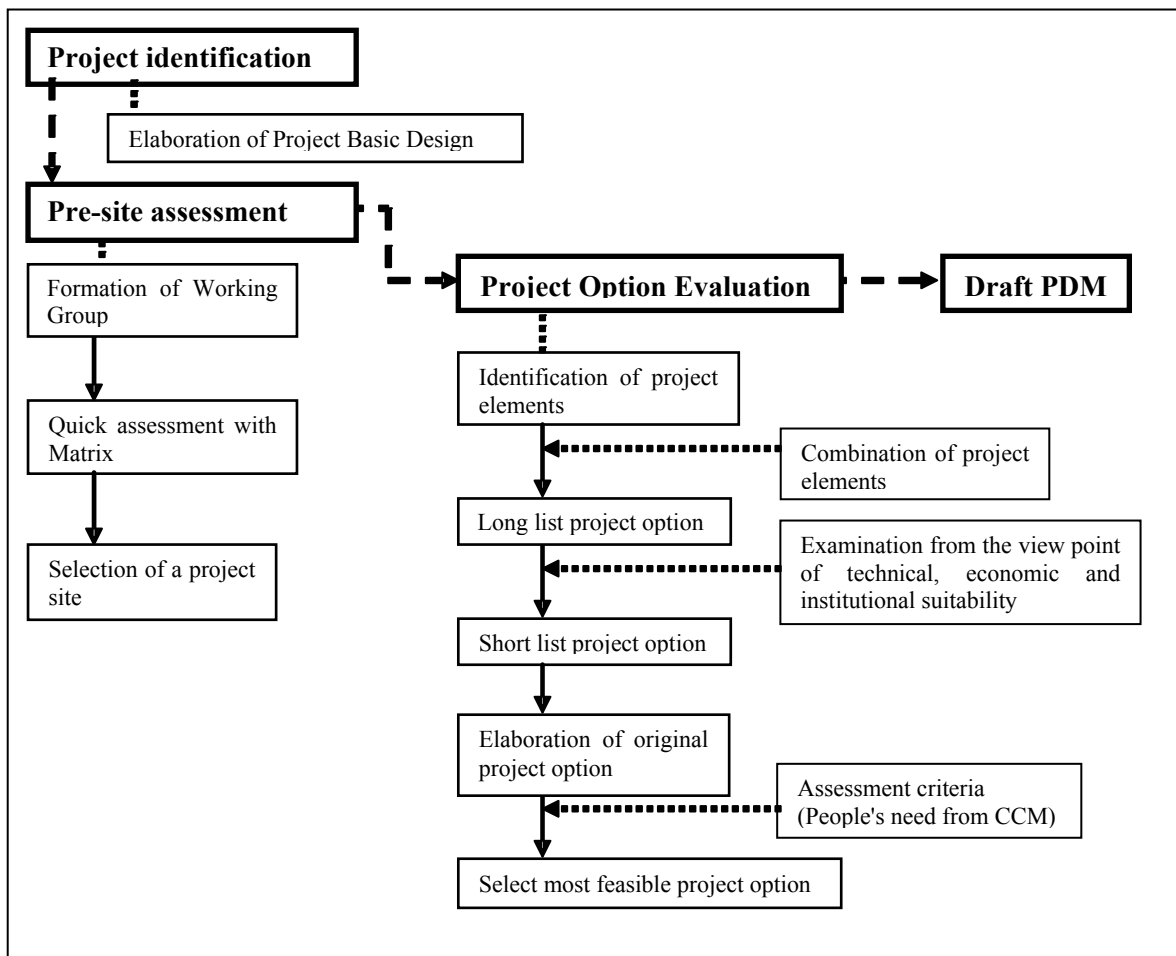 Project identification
Elaboration of Project Basic Design
Pre-site assessment
Formation of Working
Group
Quick assessment with
Matrix
Selection of a project
site
Project Option Evaluation
Draft PDM
Identification of project
elements
Combination of project
elements
Long list project option
Examination from the view point
of technical, economic and
institutional suitability
Short list project option
Elaboration of original
project option
Assessment criteria
(People's need from CCM)
Select most feasible project option